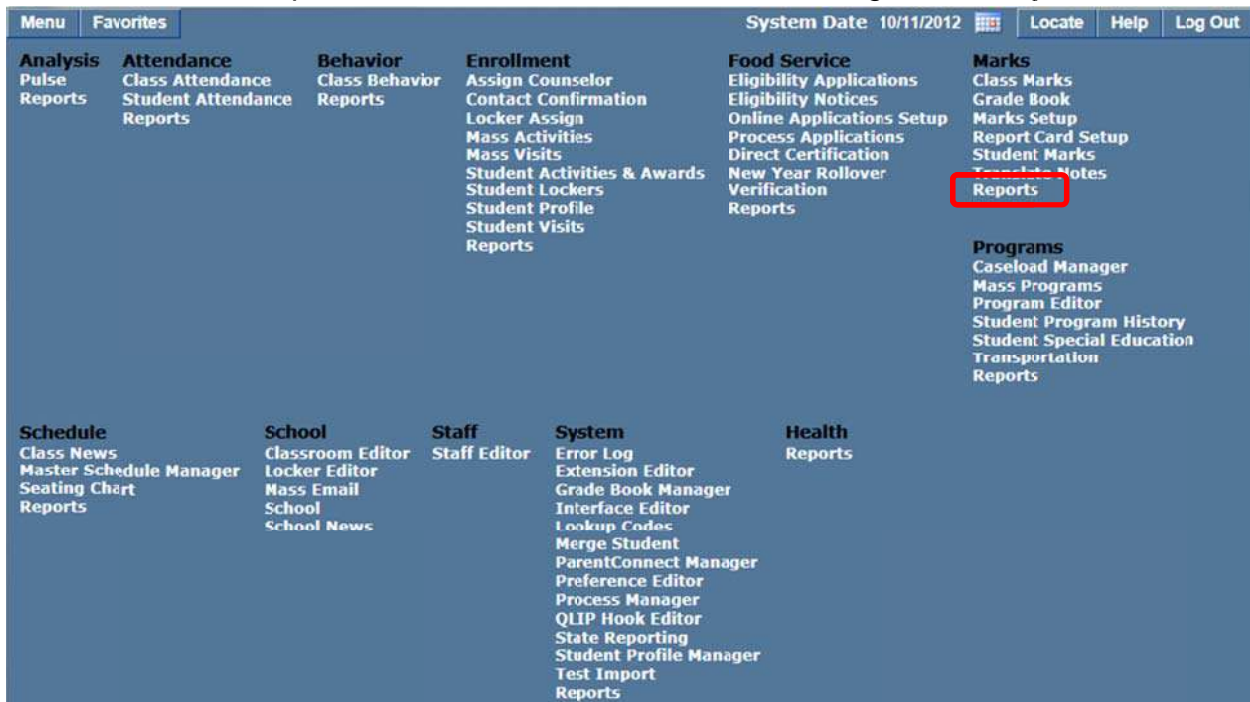 Menu Favorites System Date 10/11/2012 Locate Help Log Out
Analysis
Pulse
Reports
Attendance
Class Attendance
Student Attendance
Reports
Behavior
Class Behavior
Reports
Enrollment
Assign Counselor
Contact Confirmation
Locker Assign
Mass Activities
Mass Visits
Student Activities & Awards
Student Lockers
Student Profile
Student Visits
Reports
Food Service
Eligibility Applications
Eligibility Notices
Online Applications Setup
Process Applications
Direct Certification
New Year Rollover
Verification
Reports
Marks
Class Marks
Grade Book
Marks Setup
Report Card Setup
Student Marks
Translate Notes
Reports
Programs
Caseload Manager
Mass Programs
Program Editor
Student Program History
Student Special Education
Transportation
Reports
Schedule
Class News
Master Schedule Manager
Seating Chart
Reports
School
Classroom Editor
Locker Editor
Mass Email
School
School News
Staff
Staff Editor
System
Error Log
Extension Editor
Grade Book Manager
Interface Editor
Lookup Codes
Merge Student
ParentConnect Manager
Preference Editor
Process Manager
QLIP Hook Editor
State Reporting
Student Profile Manager
Test Import
Reports
Health
Reports